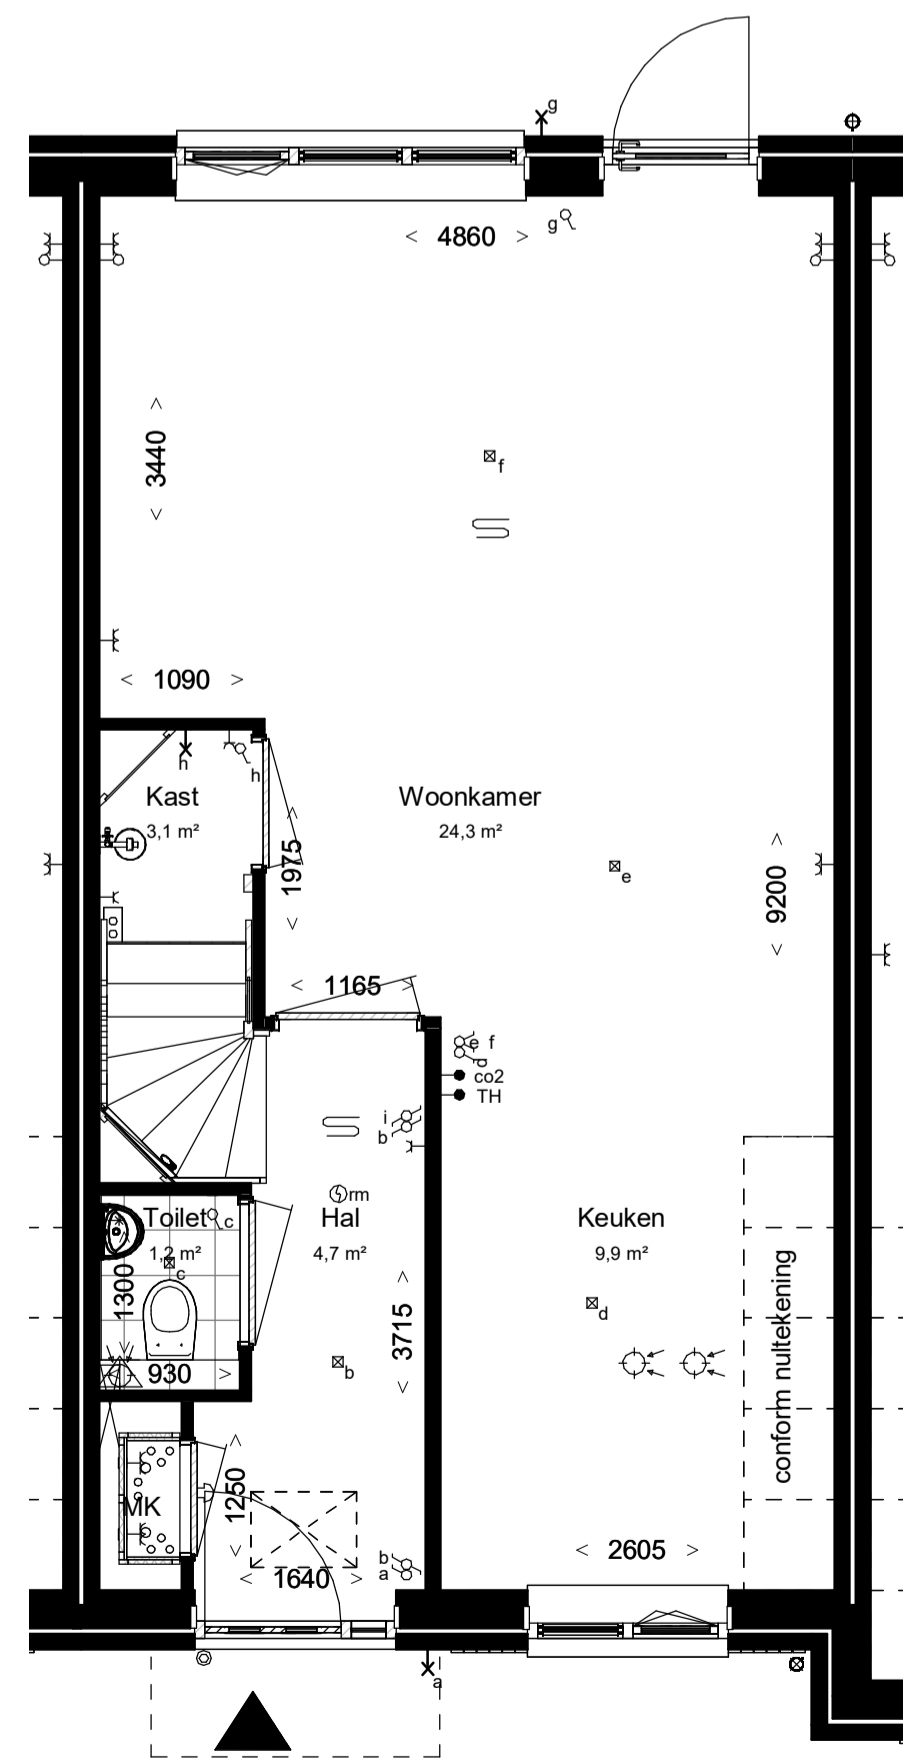 g
4860
g
3440
f
1090
h
h
Kast
3,1 m²
Woonkamer
24,3 m²
1975
e
9200
1165
e f
d
co2
TH
i
b
rm
Toilet
c
Hal
Keuken
1,2 m²
4,7 m²
9,9 m²
c
1300
3715
d
conform nultekening
930
b
1250
MK
2605
1640
b
a
a